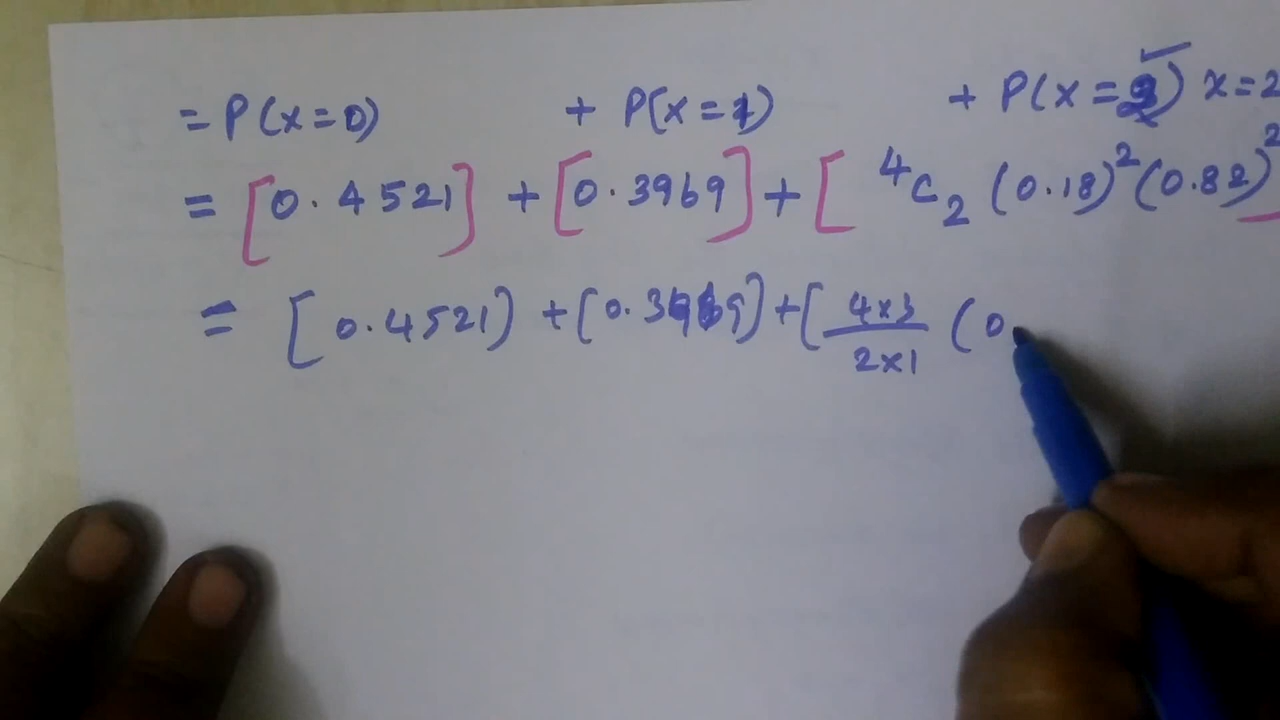 = P(x=0) + P(x=1) + P(x=2) x=2
= [0.4521] + [0.3969] + [ ⁴C₂ (0.18)² (0.82)²
= [0.4521] + [0.3969] + [ 4×3 / 2×1 (0.